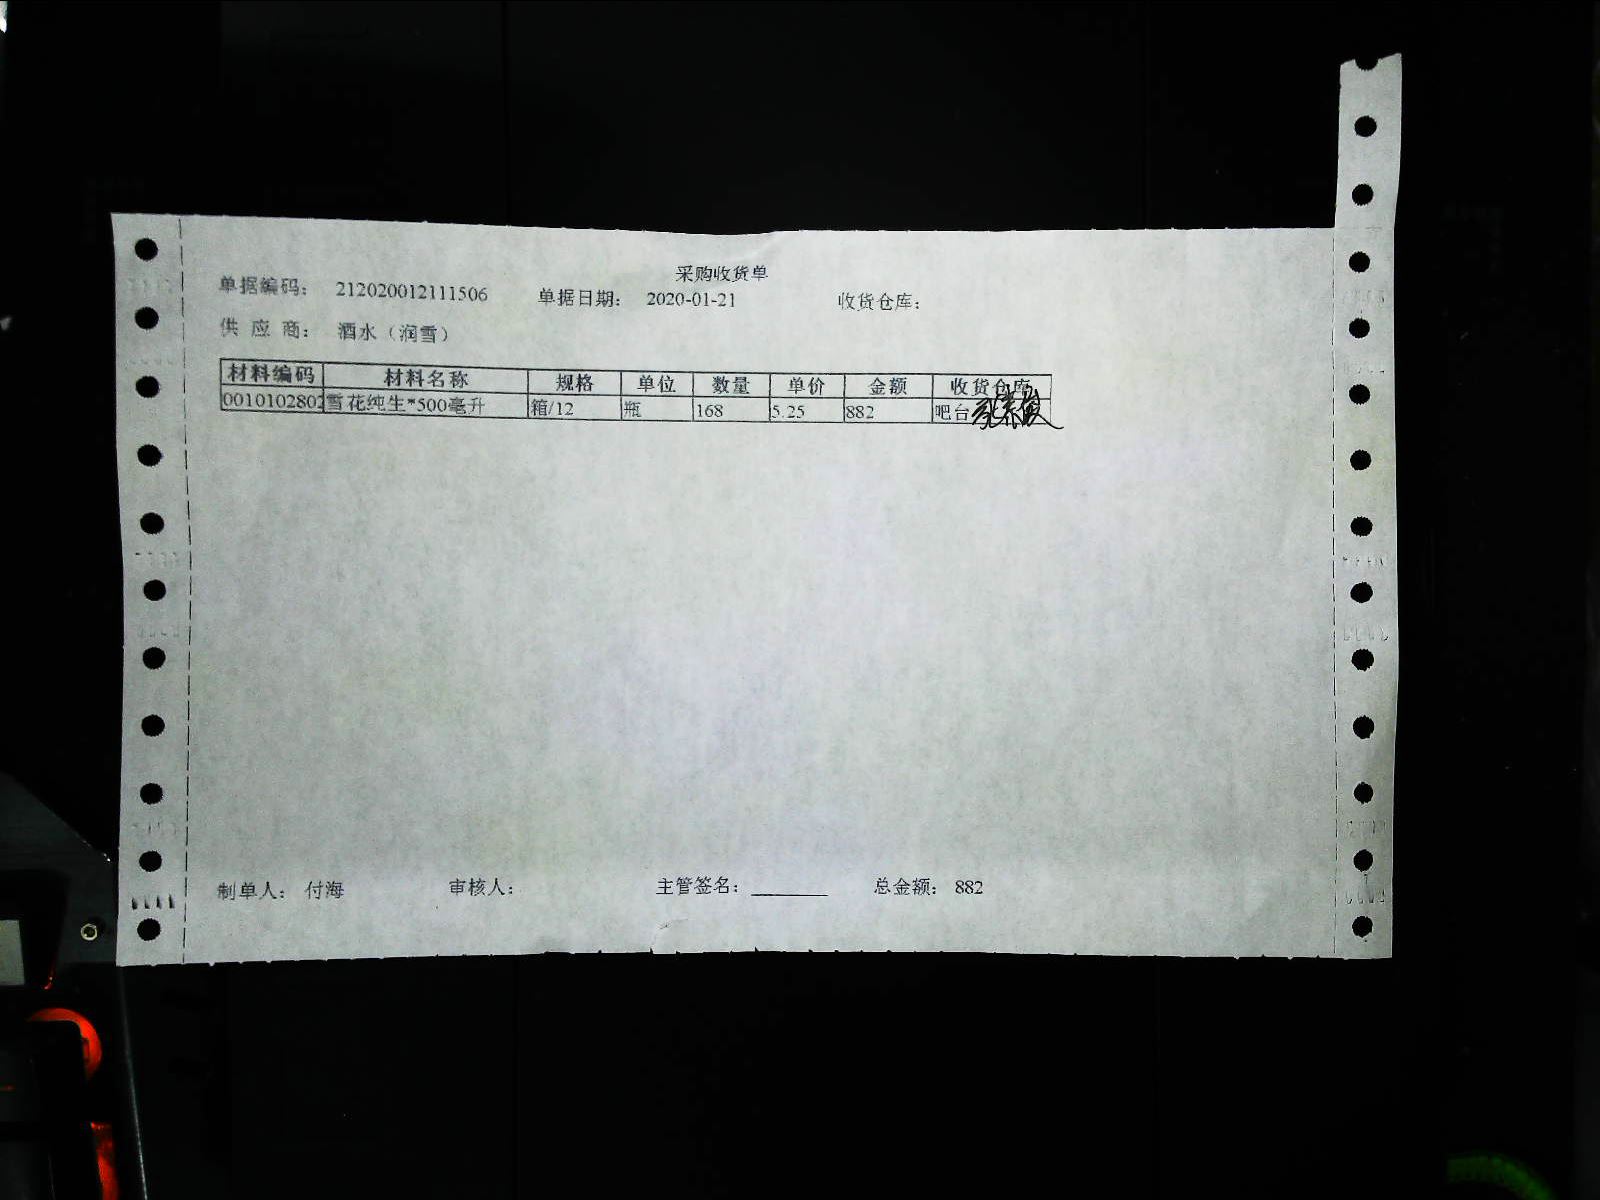 采购收货单
单据编码： 212020012111506 单据日期： 2020-01-21 收货仓库：
供 应 商： 酒水（润雪）
材料编码 材料名称 规格 单位 数量 单价 金额 收货仓库
0010102802 雪花纯生*500毫升 箱/12 瓶 168 5.25 882 吧台
制单人： 付海 审核人： 主管签名： ________ 总金额： 882